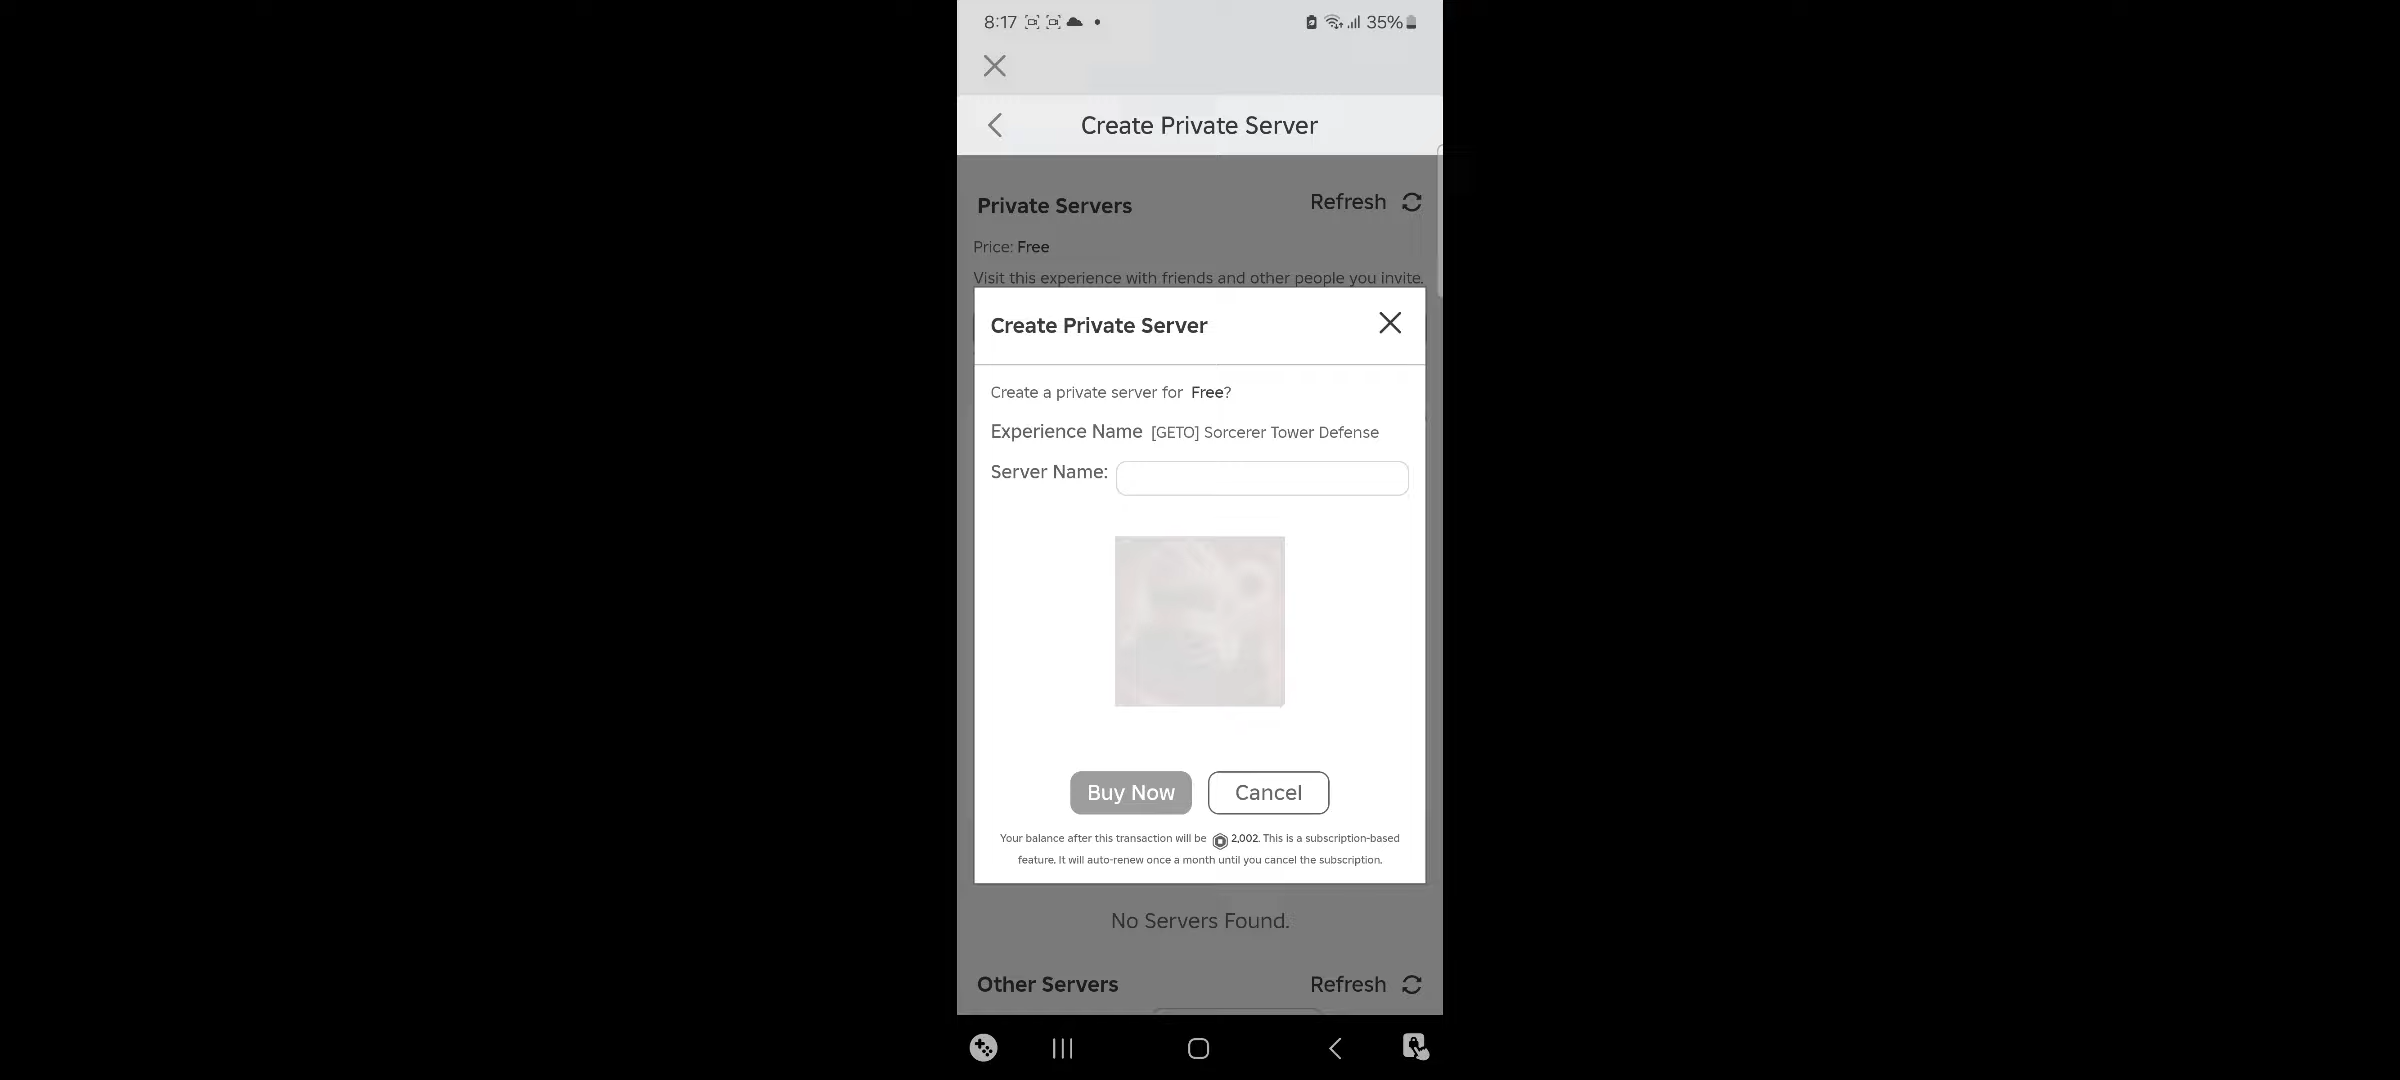 8:17
35%
Create Private Server
Private Servers
Refresh
Price: Free
Visit this experience with friends and other people you invite.
Create Private Server
Create a private server for Free?
Experience Name [GETO] Sorcerer Tower Defense
Server Name:
Buy Now
Cancel
Your balance after this transaction will be 2,002. This is a subscription-based
feature. It will auto-renew once a month until you cancel the subscription.
No Servers Found.
Other Servers
Refresh